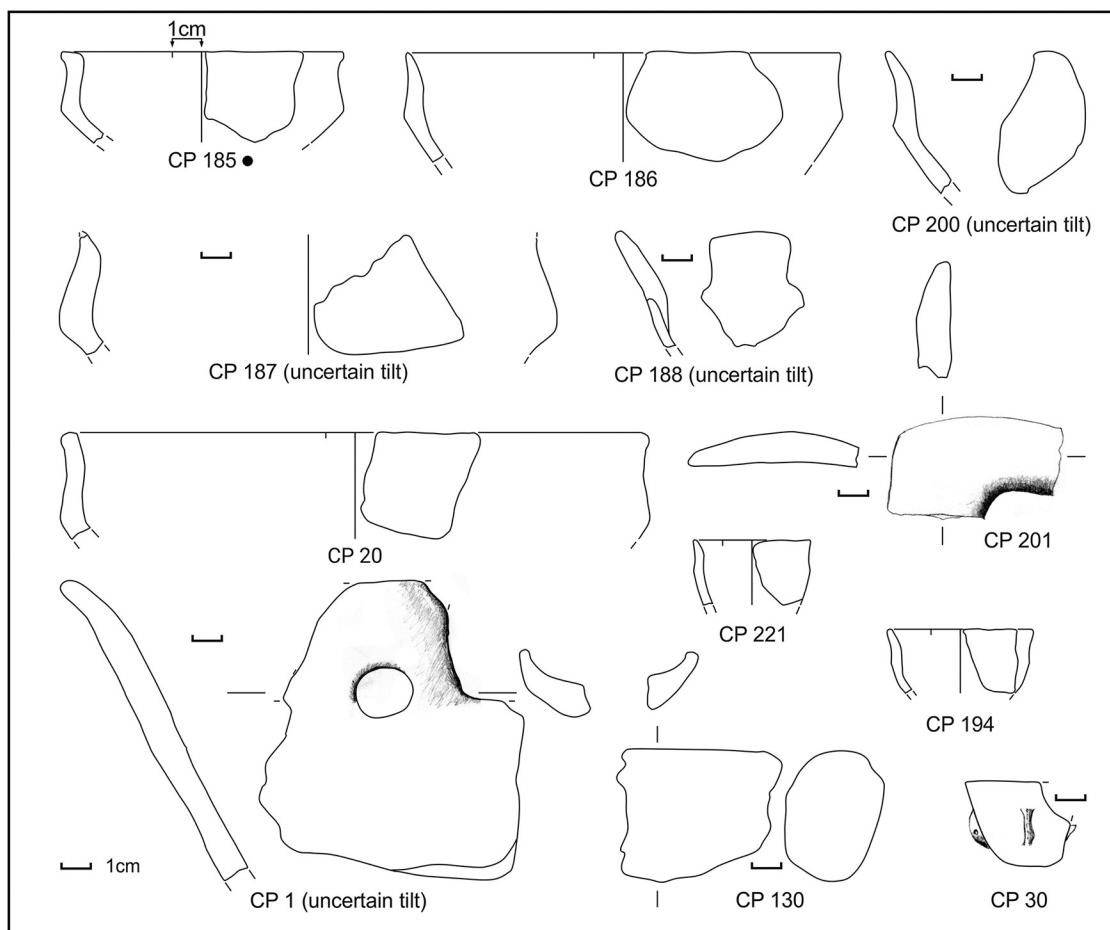 1cm
CP 185 ●
CP 186
CP 200 (uncertain tilt)
CP 187 (uncertain tilt)
CP 188 (uncertain tilt)
CP 20
CP 201
CP 221
CP 194
1cm
CP 1 (uncertain tilt)
CP 130
CP 30